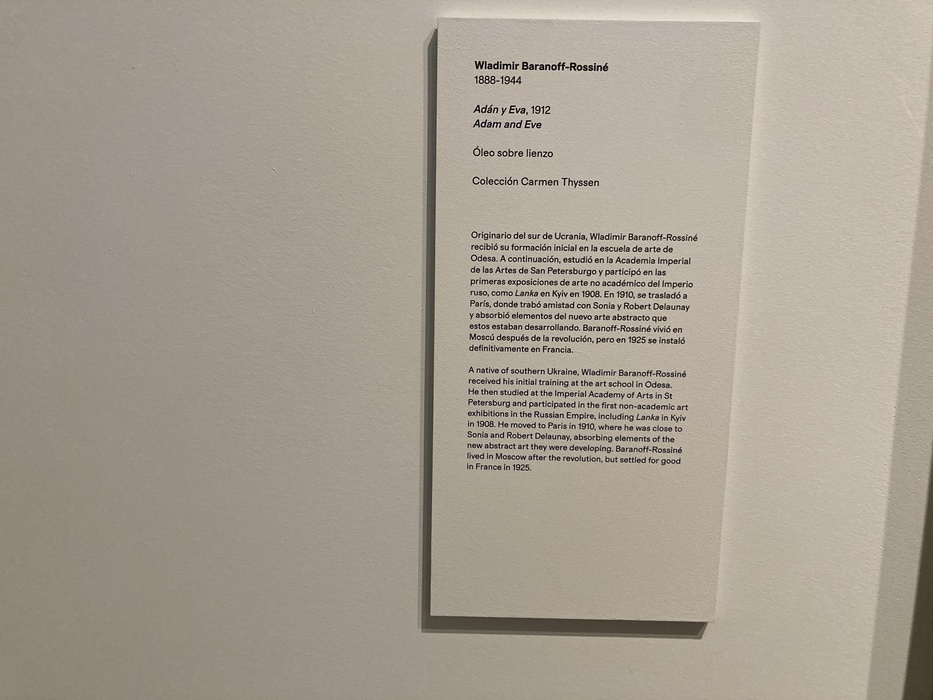 Wladimir Baranoff-Rossiné
1888-1944
Adán y Eva, 1912
Adam and Eve
Óleo sobre lienzo
Colección Carmen Thyssen
Originario del sur de Ucrania, Wladimir Baranoff-Rossiné
recibió su formación inicial en la escuela de arte de
Odesa. A continuación, estudió en la Academia Imperial
de las Artes de San Petersburgo y participó en las
primeras exposiciones de arte no académico del Imperio
ruso, como Lanka en Kyiv en 1908. En 1910, se trasladó a
París, donde trabó amistad con Sonia y Robert Delaunay
y absorbió elementos del nuevo arte abstracto que
estos estaban desarrollando. Baranoff-Rossiné vivió en
Moscú después de la revolución, pero en 1925 se instaló
definitivamente en Francia.
A native of southern Ukraine, Wladimir Baranoff-Rossiné
received his initial training at the art school in Odesa.
He then studied at the Imperial Academy of Arts in St
Petersburg and participated in the first non-academic art
exhibitions in the Russian Empire, including Lanka in Kyiv
in 1908. He moved to Paris in 1910, where he was close to
Sonia and Robert Delaunay, absorbing elements of the
new abstract art they were developing. Baranoff-Rossiné
lived in Moscow after the revolution, but settled for good
in France in 1925.